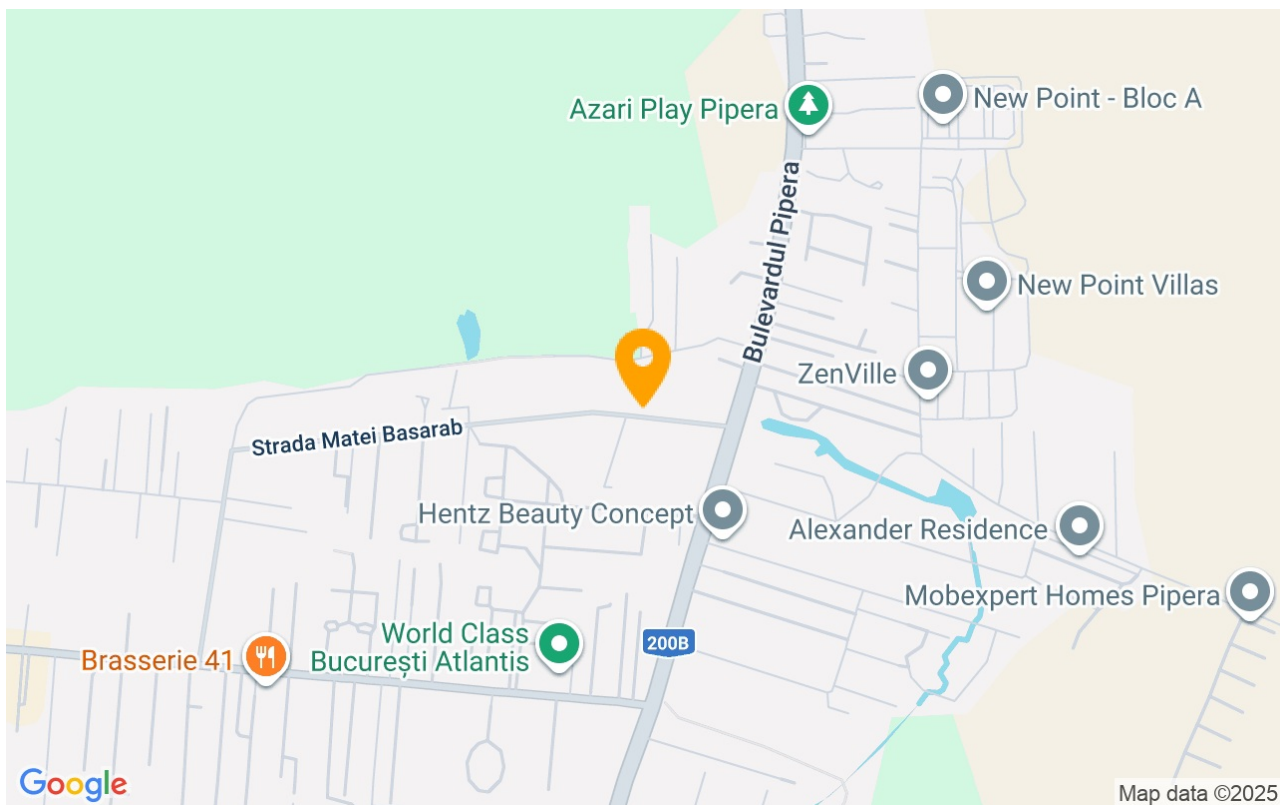 Azari Play Pipera
New Point - Bloc A
Bulevardul Pipera
New Point Villas
ZenVille
Strada Matei Basarab
Hentz Beauty Concept
Alexander Residence
Mobexpert Homes Pipera
World Class
București Atlantis
200B
Brasserie 41
Google
Map data ©2025